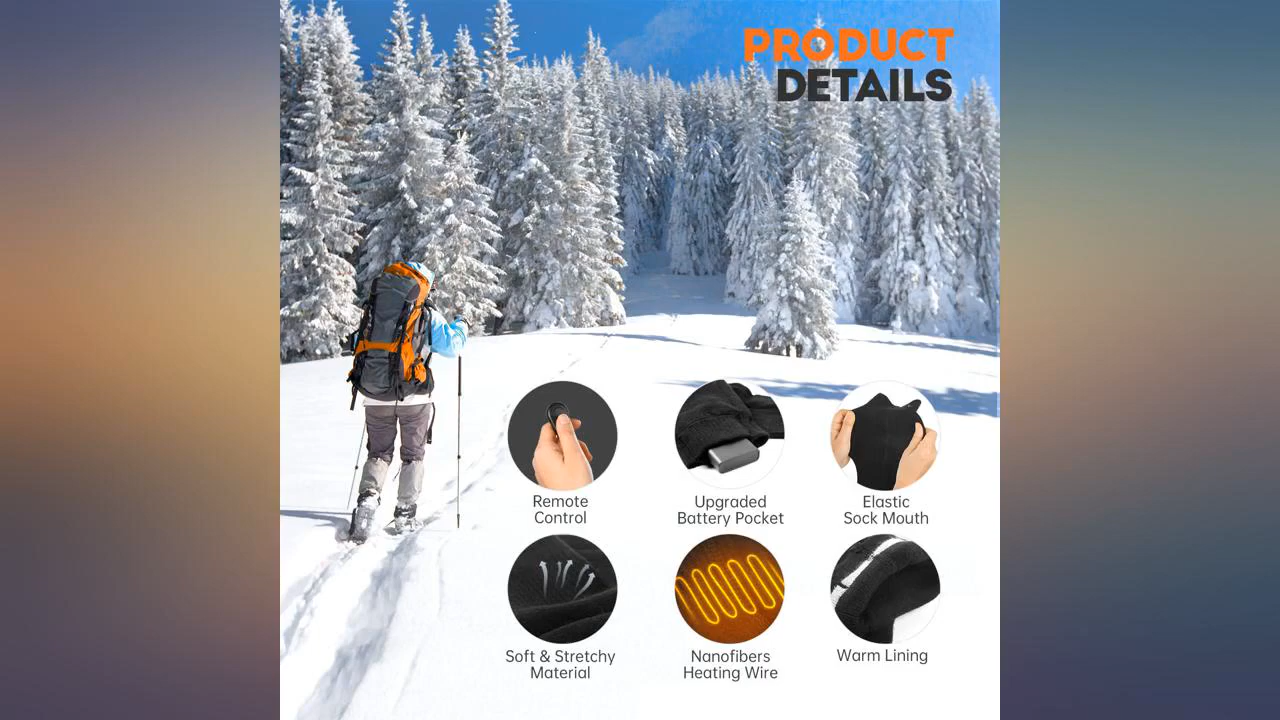 PRODUCT
DETAILS
Remote
Control
Upgraded
Battery Pocket
Elastic
Sock Mouth
Soft & Stretchy
Material
Nanofibers
Heating Wire
Warm Lining